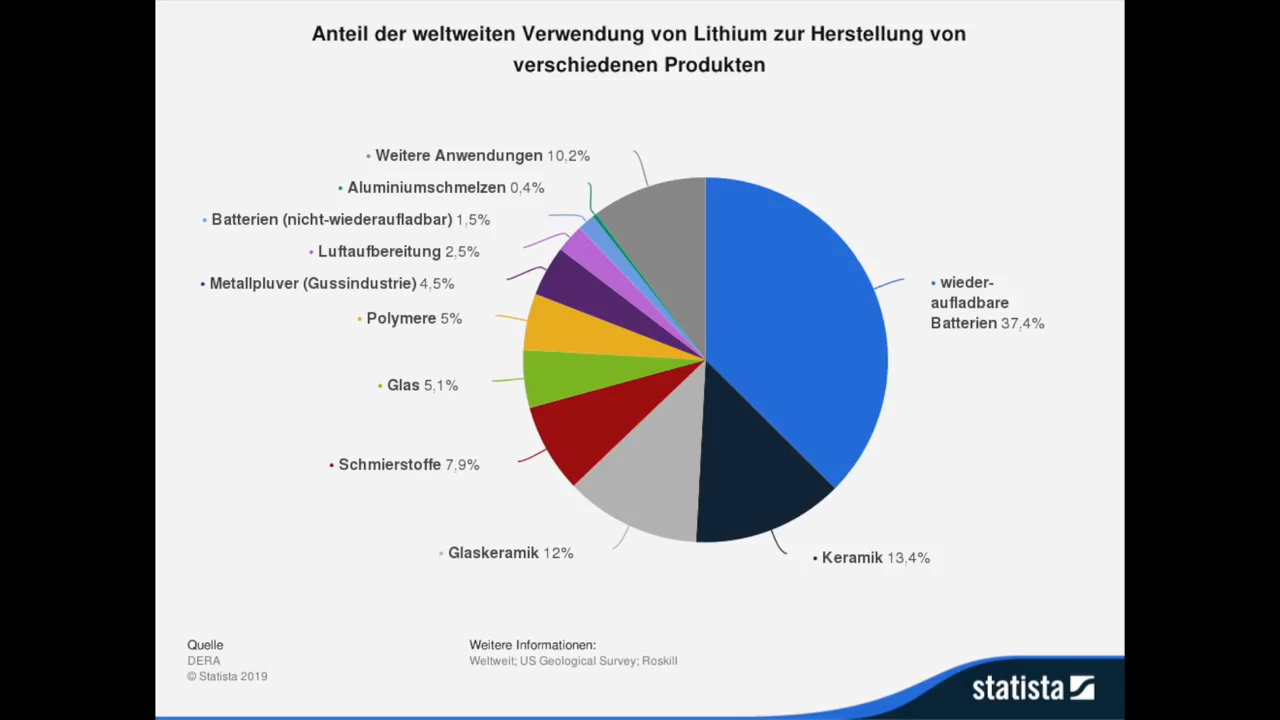 Anteil der weltweiten Verwendung von Lithium zur Herstellung von
verschiedenen Produkten
• Weitere Anwendungen 10,2%
• Aluminiumschmelzen 0,4%
• Batterien (nicht-wiederaufladbar) 1,5%
• Luftaufbereitung 2,5%
• Metallpluver (Gussindustrie) 4,5%
• Polymere 5%
• Glas 5,1%
• Schmierstoffe 7,9%
• Glaskeramik 12%
• Keramik 13,4%
• wieder-
aufladbare
Batterien 37,4%
Quelle
DERA
© Statista 2019
Weitere Informationen:
Weltweit; US Geological Survey; Roskill
statista